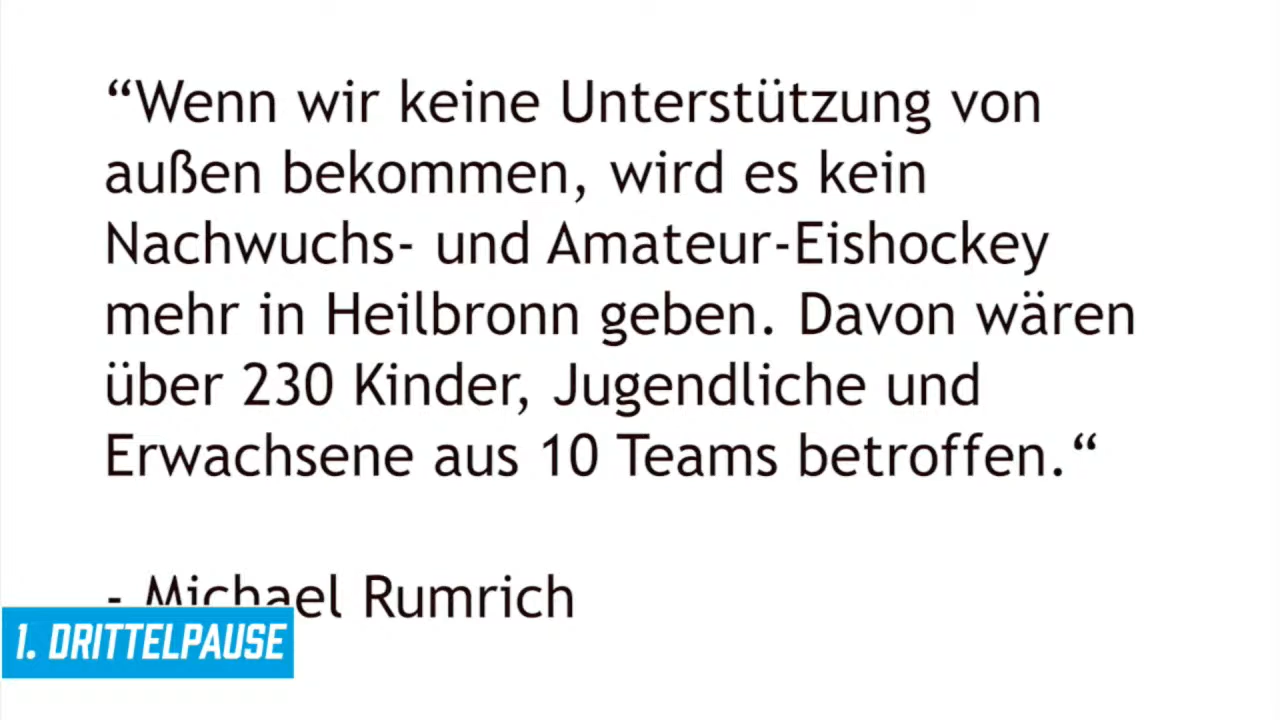 “Wenn wir keine Unterstützung von
außen bekommen, wird es kein
Nachwuchs- und Amateur-Eishockey
mehr in Heilbronn geben. Davon wären
über 230 Kinder, Jugendliche und
Erwachsene aus 10 Teams betroffen.“
- Michael Rumrich
1. DRITTELPAUSE